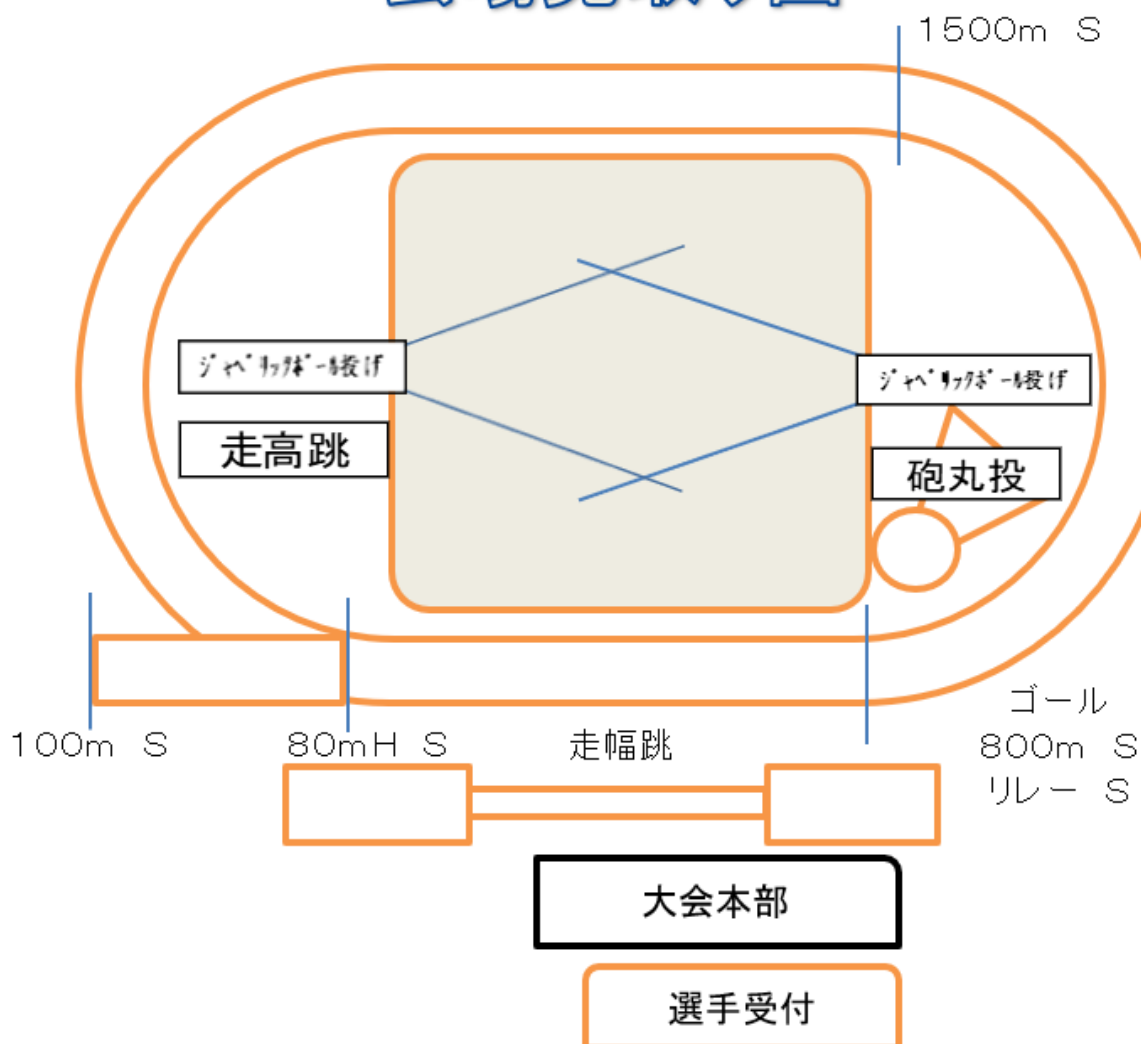 1500m S
ｼﾞｬﾍﾞﾘｯｸﾎﾞｰﾙ投げ
ｼﾞｬﾍﾞﾘｯｸﾎﾞｰﾙ投げ
走高跳
砲丸投
100m S
80mH S
走幅跳
ゴール
800m S
リレー S
大会本部
選手受付